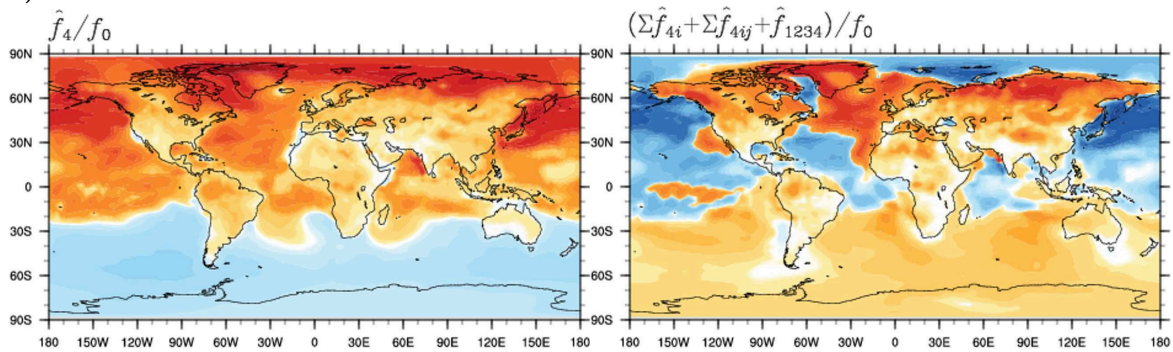 f̂₄/f₀
(Σf̂₄ᵢ+Σf̂₄ᵢⱼ+f̂₁₂₃₄)/f₀
90N 90N
60N 60N
30N 30N
0 0
30S 30S
60S 60S
90S 90S
180 150W 120W 90W 60W 30W 0 30E 60E 90E 120E 150E 180
180 150W 120W 90W 60W 30W 0 30E 60E 90E 120E 150E 180